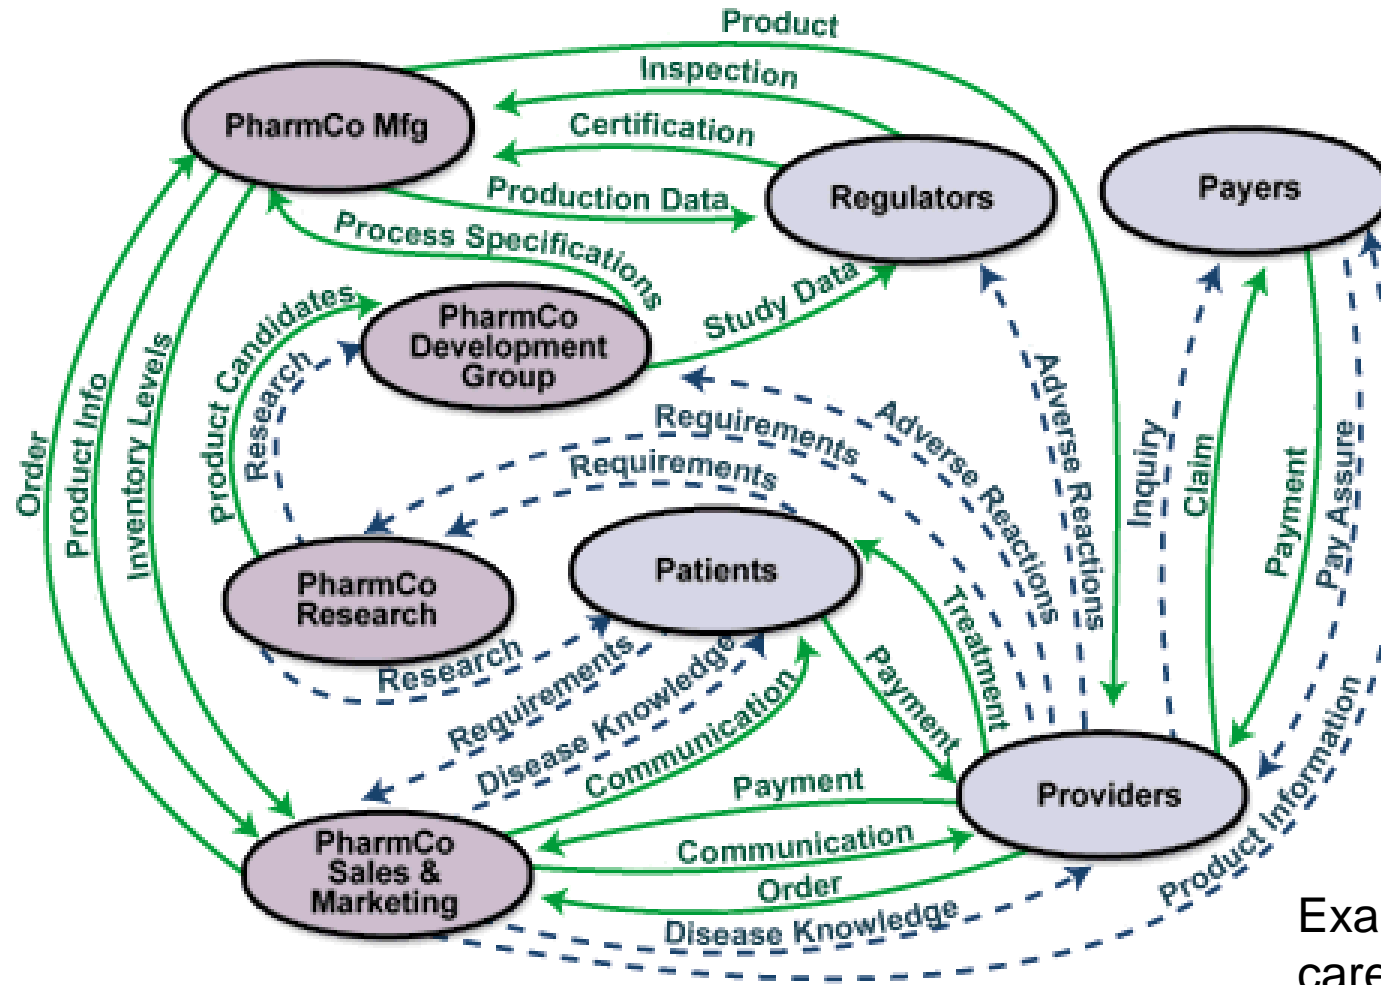 Product
Inspection
PharmCo Mfg
Certification
Production Data
Regulators
Payers
Process Specifications
Study Data
PharmCo
Development
Group
Product Candidates
Research
Order
Product Info
Inventory Levels
Requirements
Requirements
Adverse Reactions
Adverse Reactions
Inquiry
Claim
Payment
Pay Assure
Patients
PharmCo
Research
Treatment
Research
Requirements
Disease Knowledge
Communication
Payment
Product Information
Payment
Providers
Communication
PharmCo
Sales &
Marketing
Order
Disease Knowledge
Exa
care